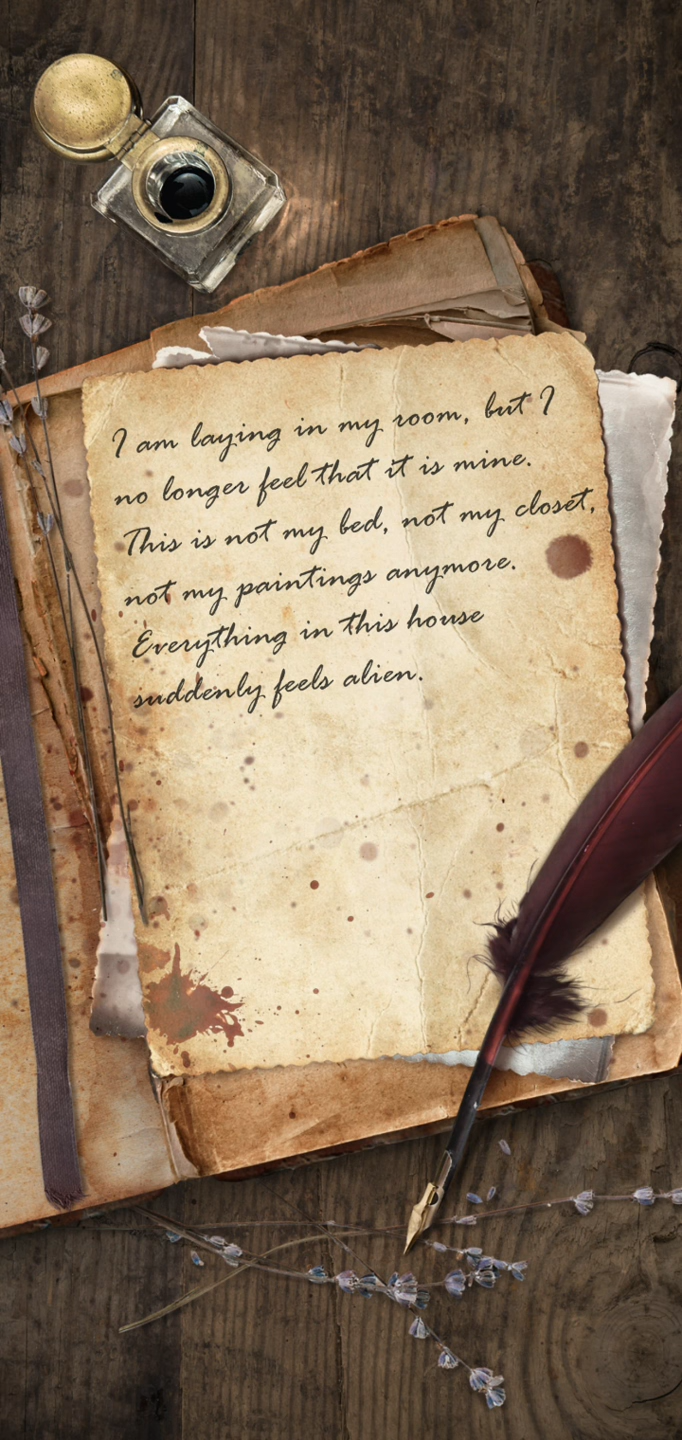 I am laying in my room, but I
no longer feel that it is mine.
This is not my bed, not my closet,
not my paintings anymore.
Everything in this house
suddenly feels alien.